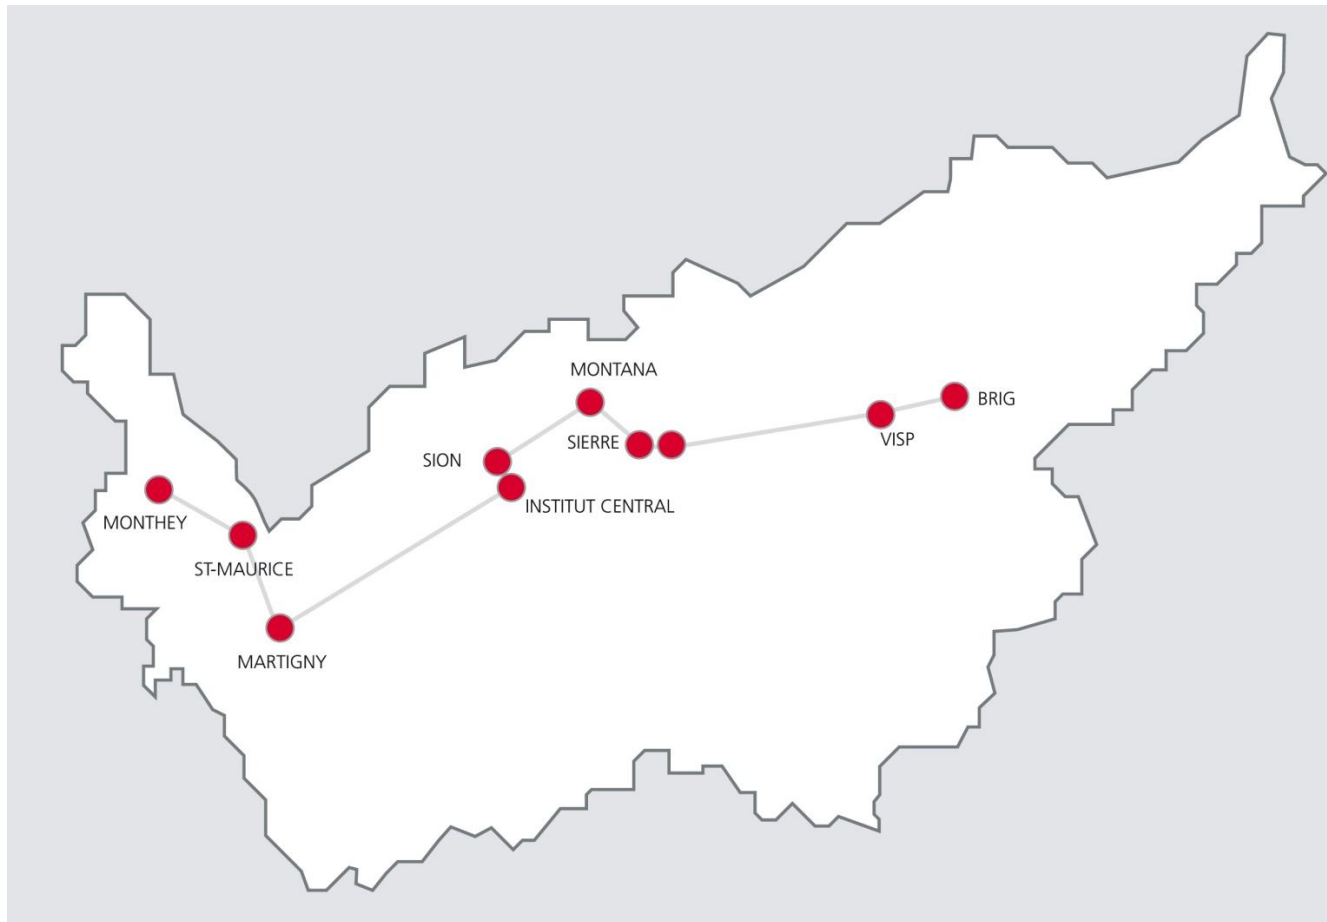 MONTANA
BRIG
SIERRE
VISP
SION
INSTITUT CENTRAL
MONTHEY
ST-MAURICE
MARTIGNY